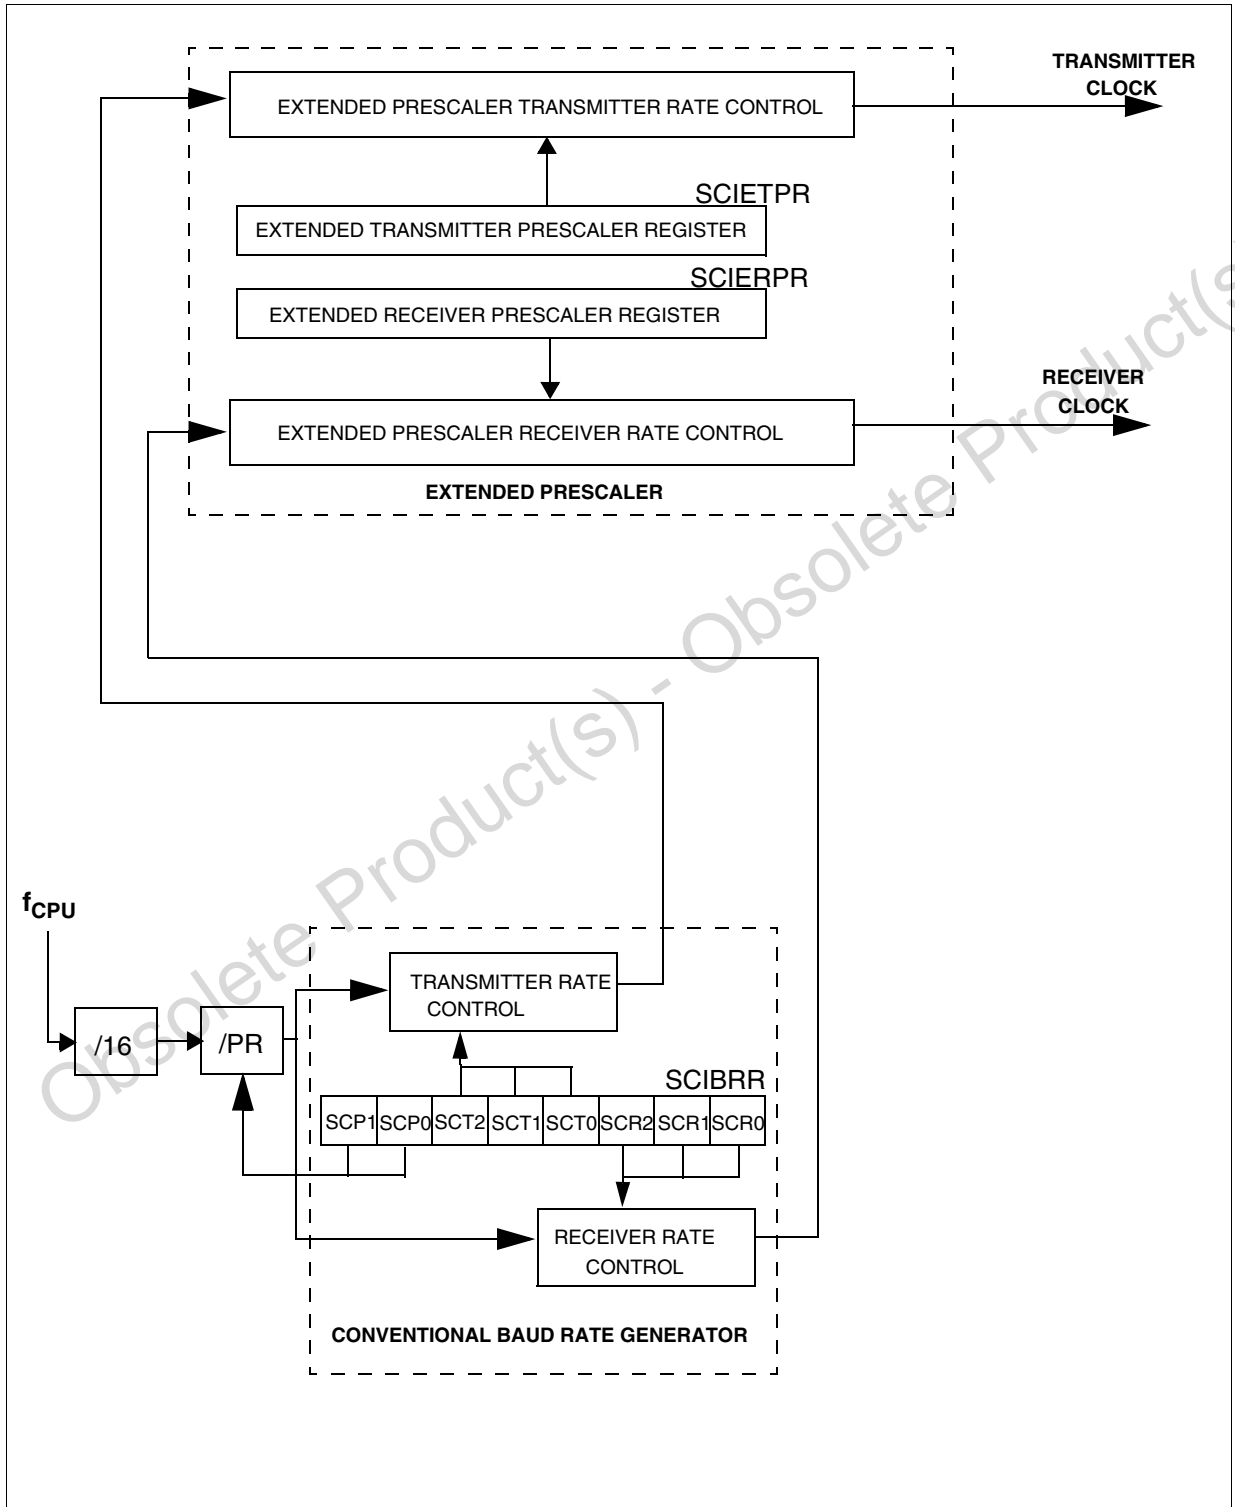 TRANSMITTER
CLOCK
EXTENDED PRESCALER TRANSMITTER RATE CONTROL
SCIETPR
EXTENDED TRANSMITTER PRESCALER REGISTER
SCIERPR
EXTENDED RECEIVER PRESCALER REGISTER
RECEIVER
CLOCK
EXTENDED PRESCALER RECEIVER RATE CONTROL
EXTENDED PRESCALER
Obsolete Product(s) - Obsolete Product(s
fCPU
TRANSMITTER RATE
CONTROL
/16
/PR
SCIBRR
SCP1 SCP0 SCT2 SCT1 SCT0 SCR2 SCR1 SCR0
RECEIVER RATE
CONTROL
CONVENTIONAL BAUD RATE GENERATOR